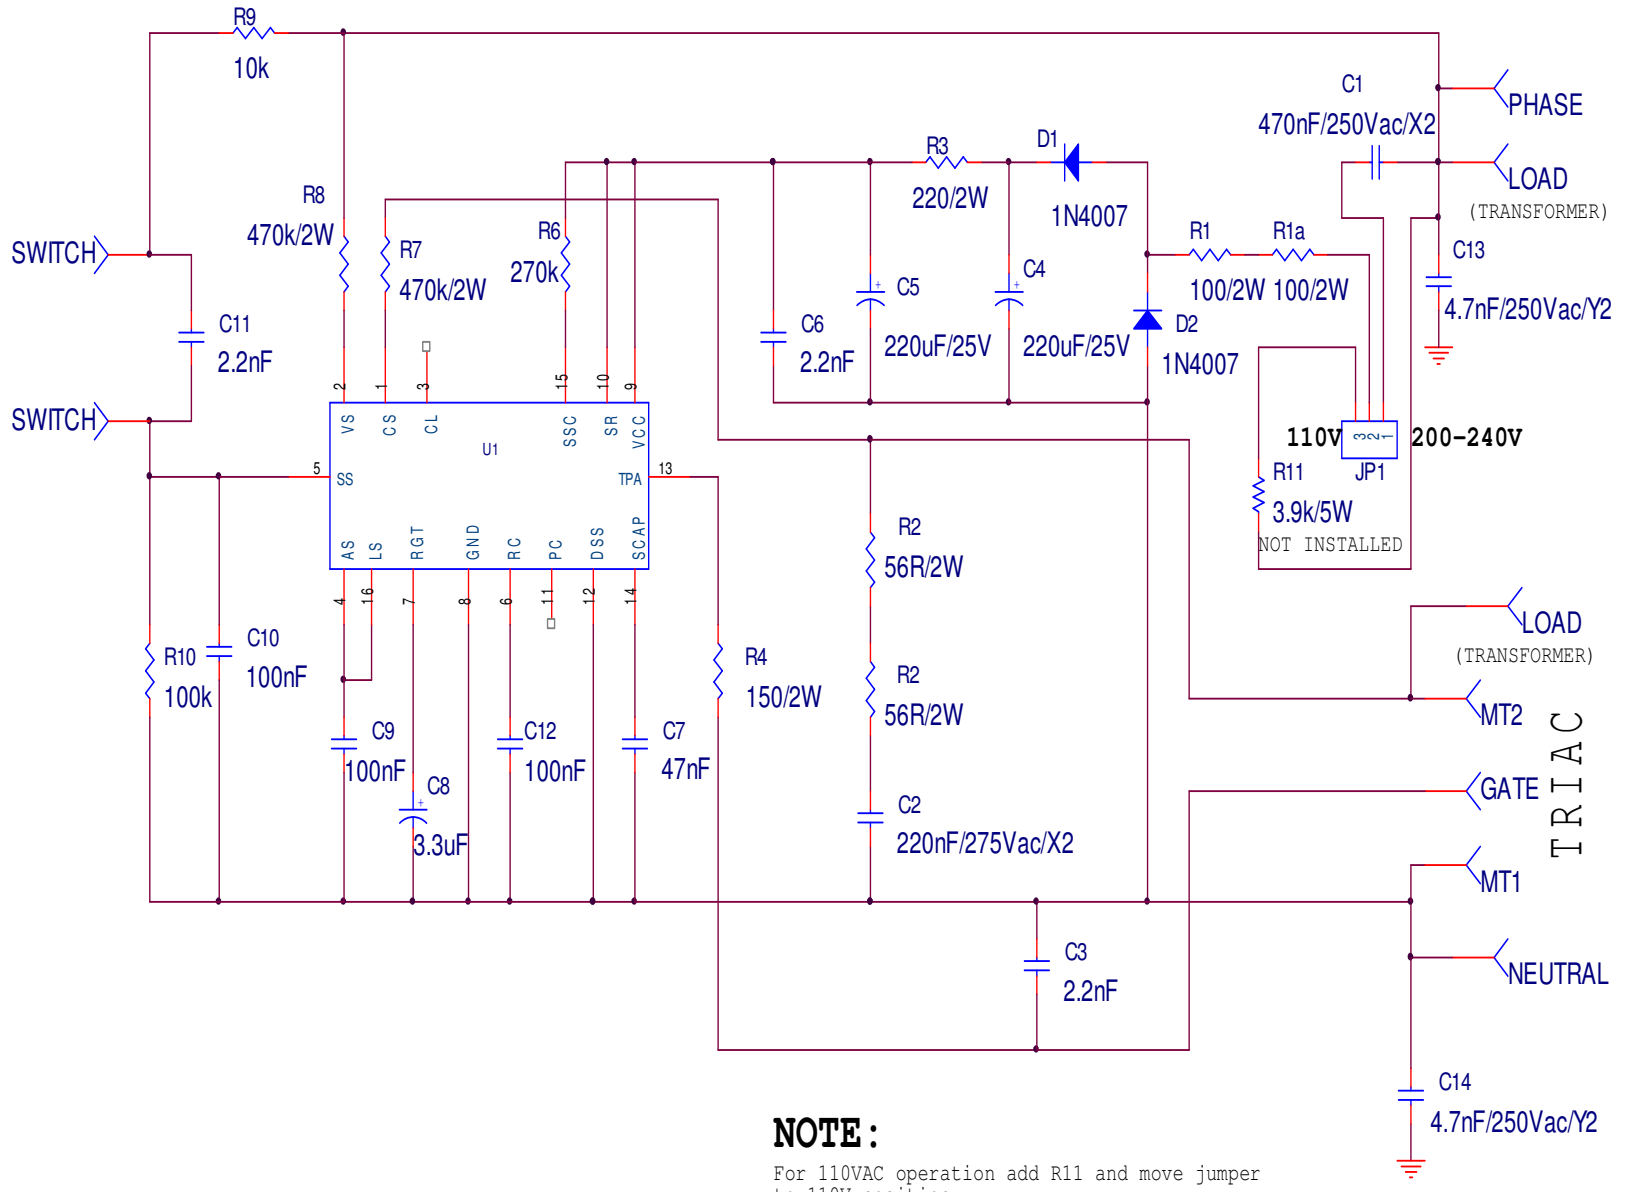 R9
10k
C1
470nF/250Vac/X2
PHASE
LOAD
(TRANSFORMER)
R8
470k/2W
R7
470k/2W
R6
270k
R3
220/2W
D1
1N4007
R1
100/2W
R1a
100/2W
C13
4.7nF/250Vac/Y2
SWITCH
C11
2.2nF
SWITCH
C6
2.2nF
C5
+
220uF/25V
C4
+
220uF/25V
D2
1N4007
2
1
3
15
10
9
VS
CS
CL
SSC
SR
VCC
U1
5
SS
TPA
13
AS
LS
RGT
GND
RC
PC
DSS
SCAP
4
16
7
8
6
11
12
14
110V
3
2
1
200-240V
JP1
R11
3.9k/5W
NOT INSTALLED
R2
56R/2W
R2
56R/2W
C2
220nF/275Vac/X2
R10
100k
C10
100nF
C9
100nF
C8
+
3.3uF
C12
100nF
C7
47nF
R4
150/2W
LOAD
(TRANSFORMER)
MT2
GATE
MT1
TRIAC
NEUTRAL
C3
2.2nF
C14
4.7nF/250Vac/Y2
NOTE:
For 110VAC operation add R11 and move jumper